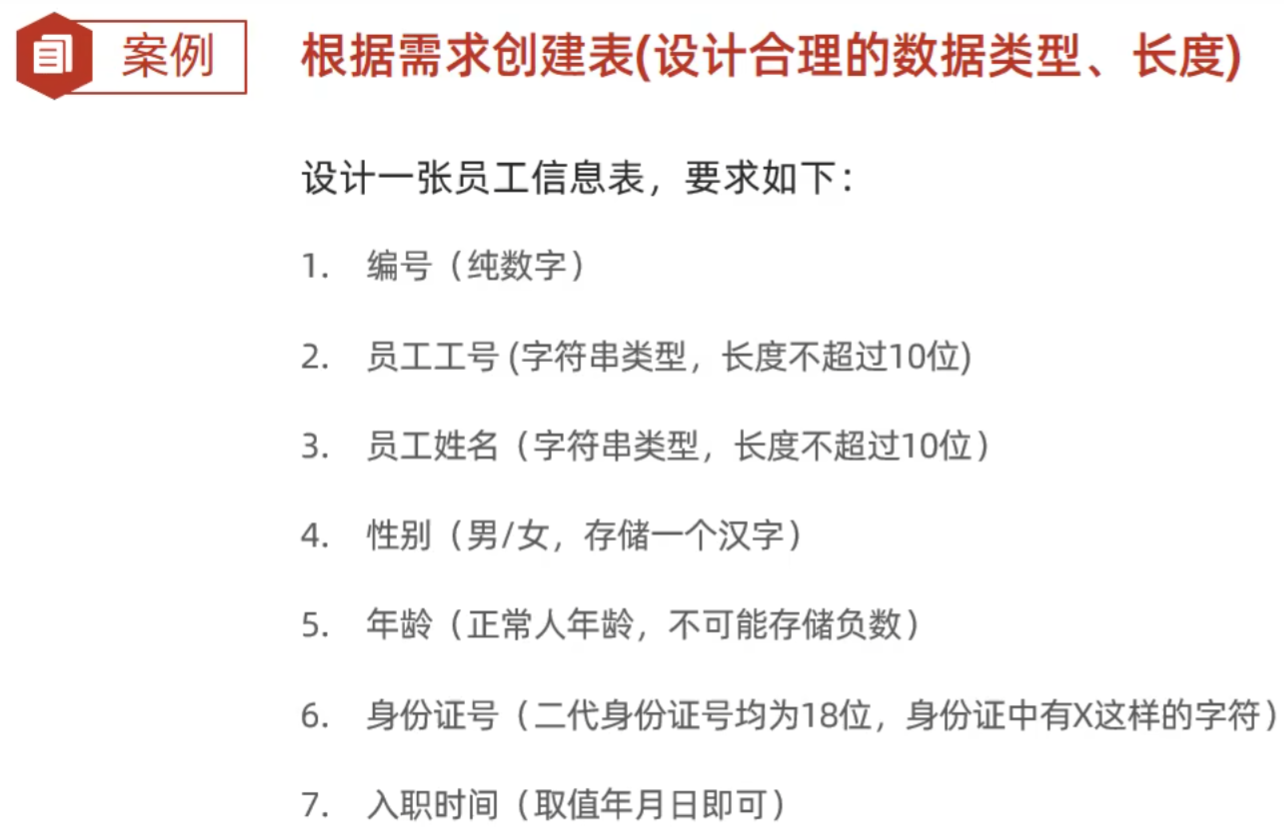 案例
根据需求创建表(设计合理的数据类型、长度)
设计一张员工信息表，要求如下：
1. 编号（纯数字）
2. 员工工号 (字符串类型，长度不超过10位)
3. 员工姓名（字符串类型，长度不超过10位）
4. 性别（男/女，存储一个汉字）
5. 年龄（正常人年龄，不可能存储负数）
6. 身份证号（二代身份证号均为18位，身份证中有X这样的字符）
7. 入职时间（取值年月日即可）